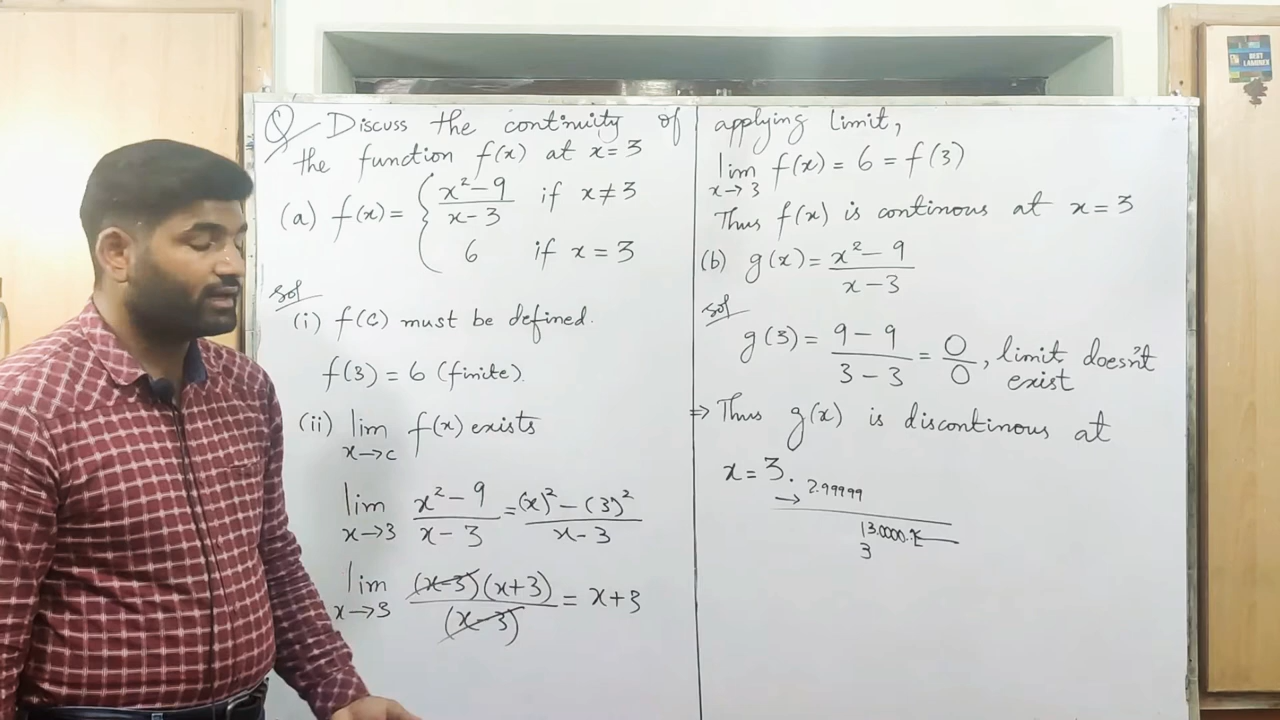 Q Discuss the continuity of
the function f(x) at x=3
(a) f(x) = { x²-9 / x-3 if x≠3
6 if x = 3
Sol
(i) f(c) must be defined.
f(3) = 6 (finite).
(ii) lim x→c f(x) exists
lim x→3 x²-9 / x-3 = (x)²-(3)² / x-3
lim x→3 (x-3)(x+3) / (x-3) = x+3
applying limit,
lim x→3 f(x) = 6 = f(3)
Thus f(x) is continous at x=3
(b) g(x) = x²-9 / x-3
Sol
g(3) = 9-9 / 3-3 = 0/0, limit doesn't
exist
⇒ Thus g(x) is discontinous at
x = 3.
→ 2.99999
3
BEST
LAMINEX